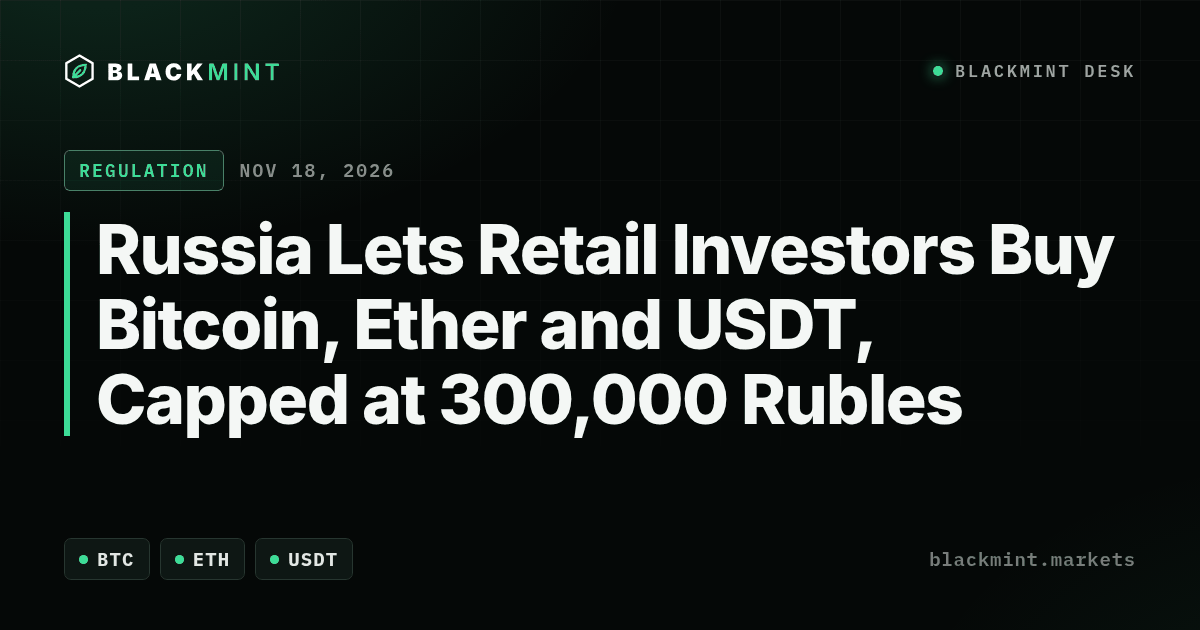 BLACKMINT
BLACKMINT DESK
REGULATION
NOV 18, 2026
Russia Lets Retail Investors Buy
Bitcoin, Ether and USDT,
Capped at 300,000 Rubles
BTC
ETH
USDT
blackmint.markets